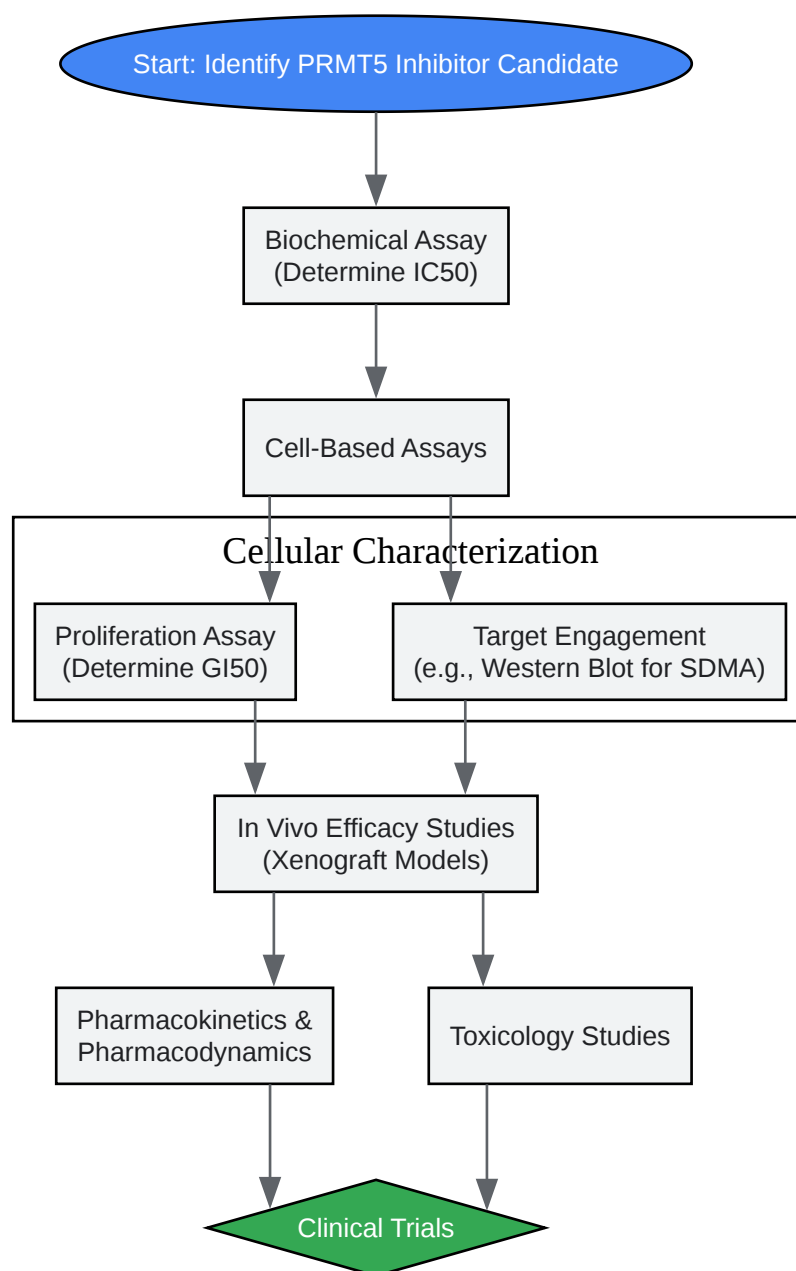 Start: Identify PRMT5 Inhibitor Candidate
Biochemical Assay
(Determine IC50)
Cell-Based Assays
Cellular Characterization
Proliferation Assay
(Determine GI50)
Target Engagement
(e.g., Western Blot for SDMA)
In Vivo Efficacy Studies
(Xenograft Models)
Pharmacokinetics &
Pharmacodynamics
Toxicology Studies
Clinical Trials